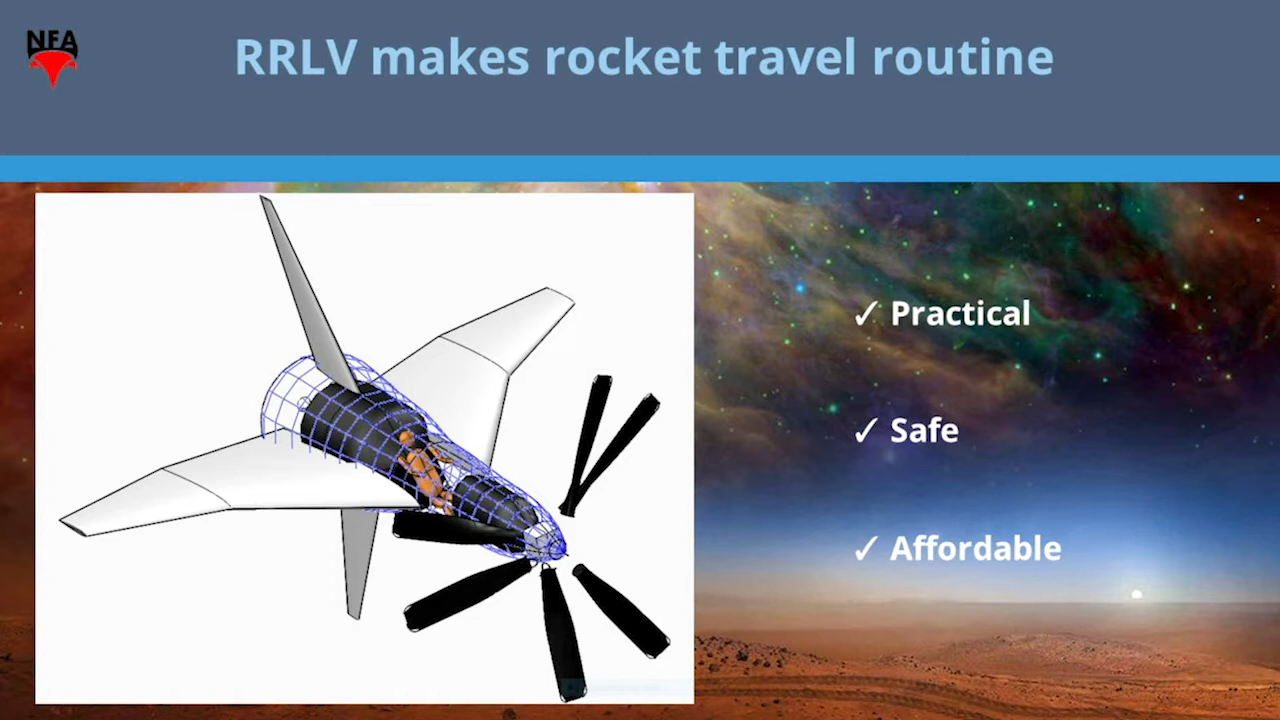 NFA
RRLV makes rocket travel routine
✓ Practical
✓ Safe
✓ Affordable